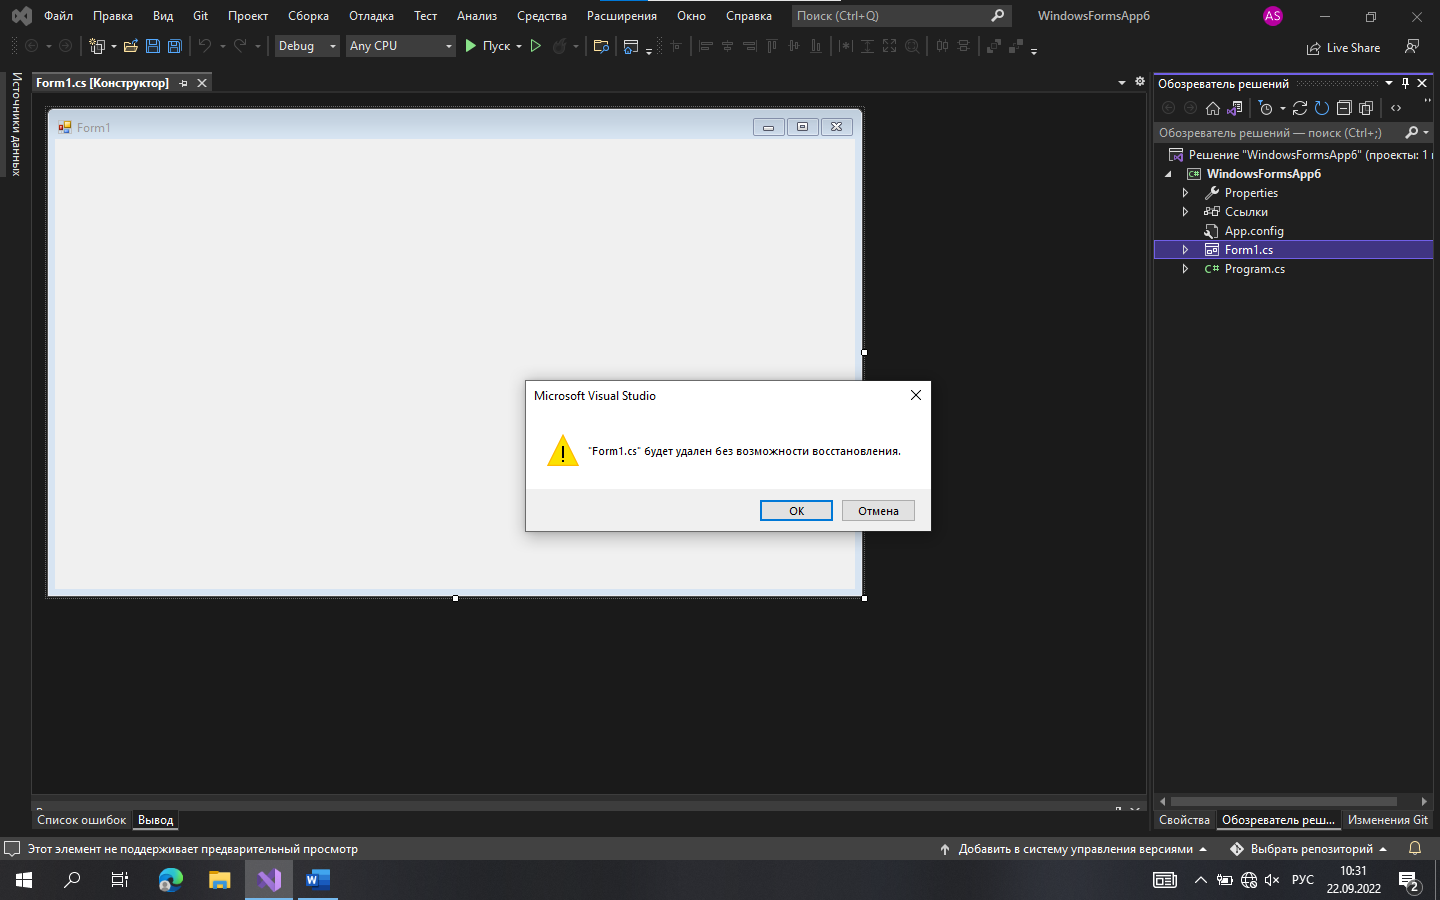 Файл Правка Вид Git Проект Сборка Отладка Тест Анализ Средства Расширения Окно Справка Поиск (Ctrl+Q) WindowsFormsApp6 AS
Debug Any CPU Пуск Live Share
Источники данных
Form1.cs [Конструктор]
Form1
Microsoft Visual Studio
"Form1.cs" будет удален без возможности восстановления.
ОК Отмена
Обозреватель решений
Обозреватель решений — поиск (Ctrl+;)
Решение "WindowsFormsApp6" (проекты: 1
WindowsFormsApp6
Properties
Ссылки
App.config
Form1.cs
C# Program.cs
Список ошибок Вывод
Свойства Обозреватель реш... Изменения Git
Этот элемент не поддерживает предварительный просмотр Добавить в систему управления версиями Выбрать репозиторий
РУС 10:31
22.09.2022 2